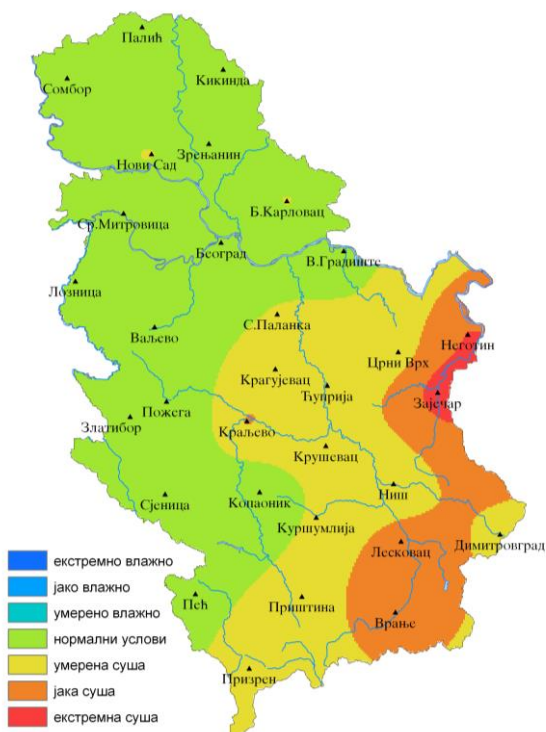 Палић
Кикинда
Сомбор
Зрењанин
Нови Сад
Б.Карловац
Ср.Митровица
Београд
В.Градиште
Лозница
С.Паланка
Ваљево
Неготин
Црни Врх
Крагујевац
Ћуприја
Зајечар
Пожега
Златибор
Краљево
Крушевац
Ниш
Копаоник
Сјеница
Куршумлија
Димитровград
Лесковац
Пећ
Приштина
Врање
Призрен
екстремно влажно
јако влажно
умерено влажно
нормални услови
умерена суша
јака суша
екстремна суша